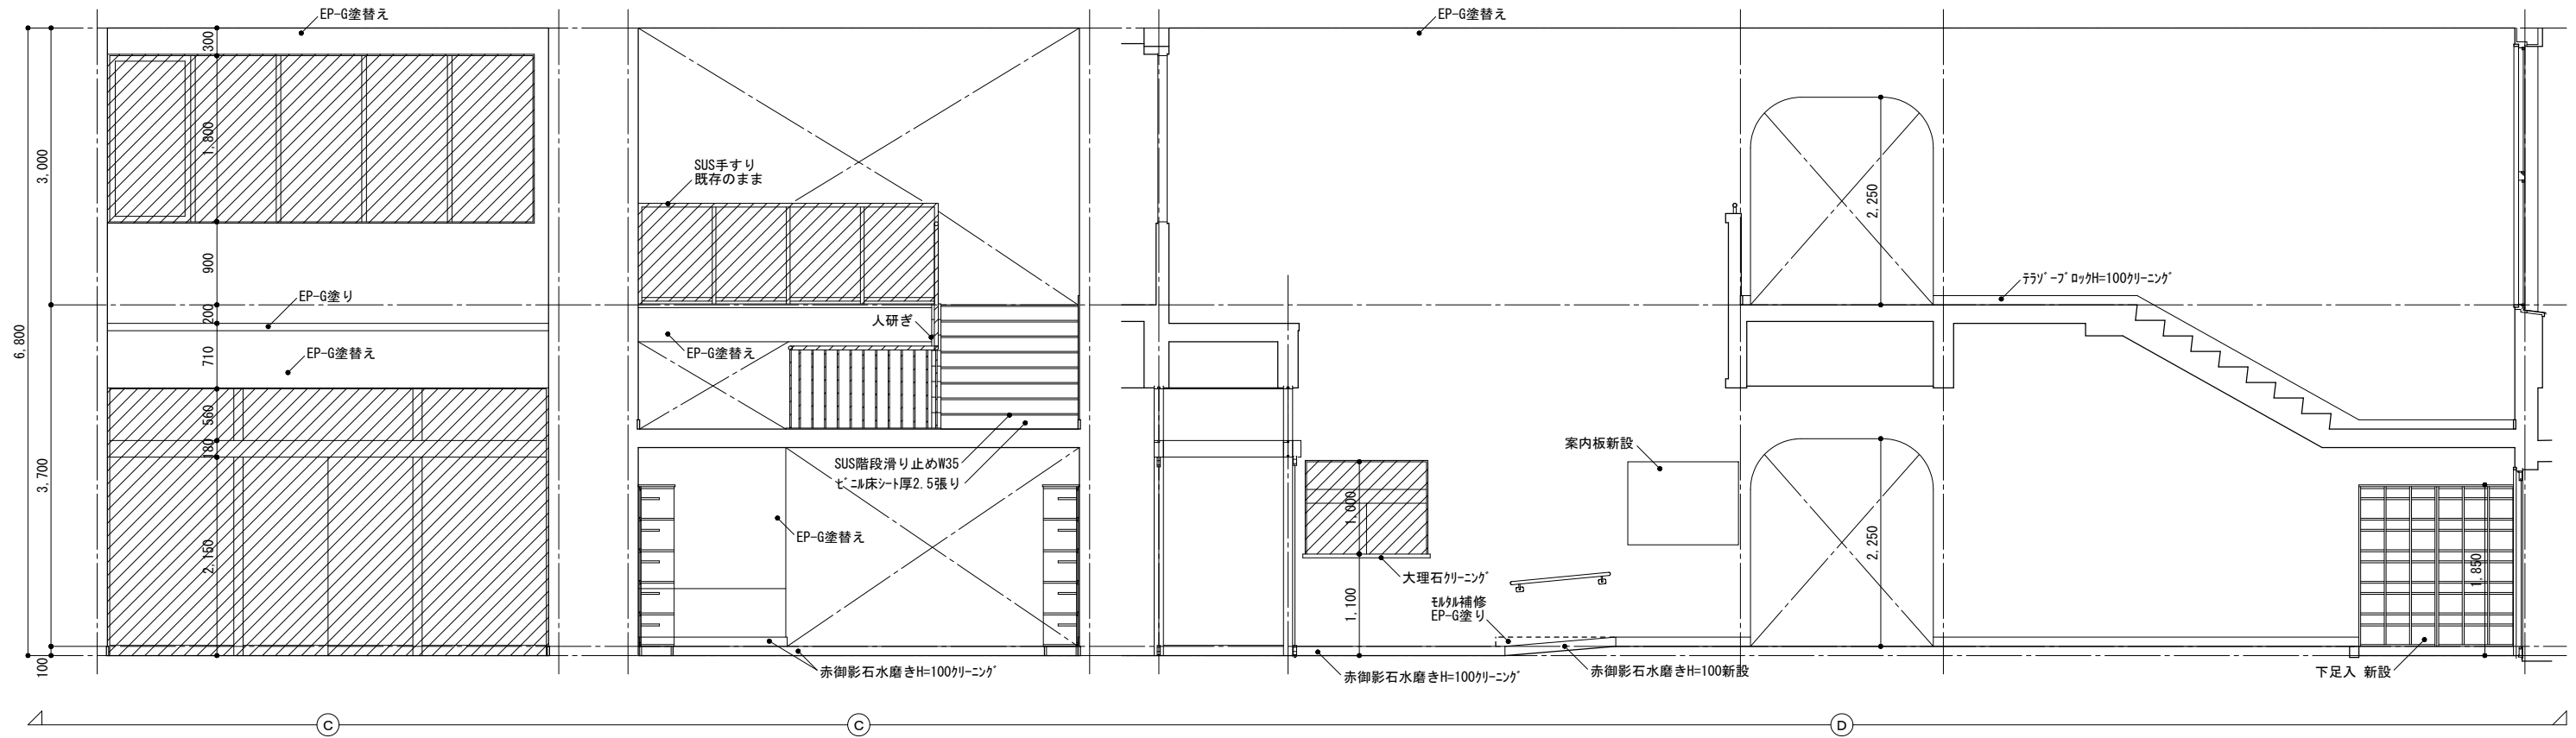 EP-G塗替え
EP-G塗替え
300
1,800
3,000
SUS手すり
既存のまま
2,250
900
テラゾーブロックH=100クリーニング
EP-G塗り
200
人研ぎ
6,800
EP-G塗替え
EP-G塗替え
710
560
180
案内板新設
SUS階段滑り止めW35
ビニル床シート厚2.5張り
3,700
1,000
EP-G塗替え
2,250
2,150
1,850
大理石クリーニング
モルタル補修
EP-G塗り
1,100
100
赤御影石水磨きH=100クリーニング
赤御影石水磨きH=100クリーニング
赤御影石水磨きH=100新設
下足入 新設
C
C
D